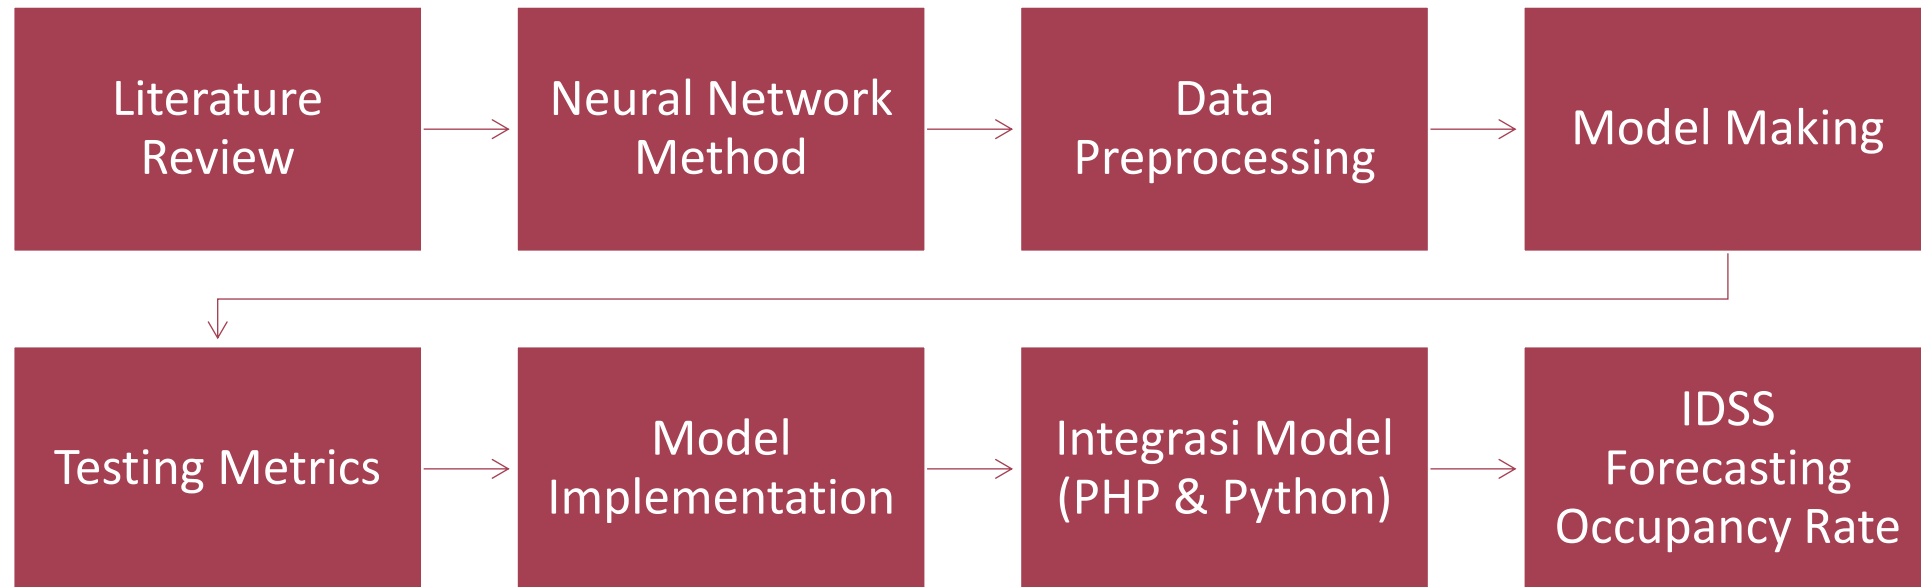 Literature
Review
Neural Network
Method
Data
Preprocessing
Model Making
Testing Metrics
Model
Implementation
Integrasi Model
(PHP & Python)
IDSS
Forecasting
Occupancy Rate